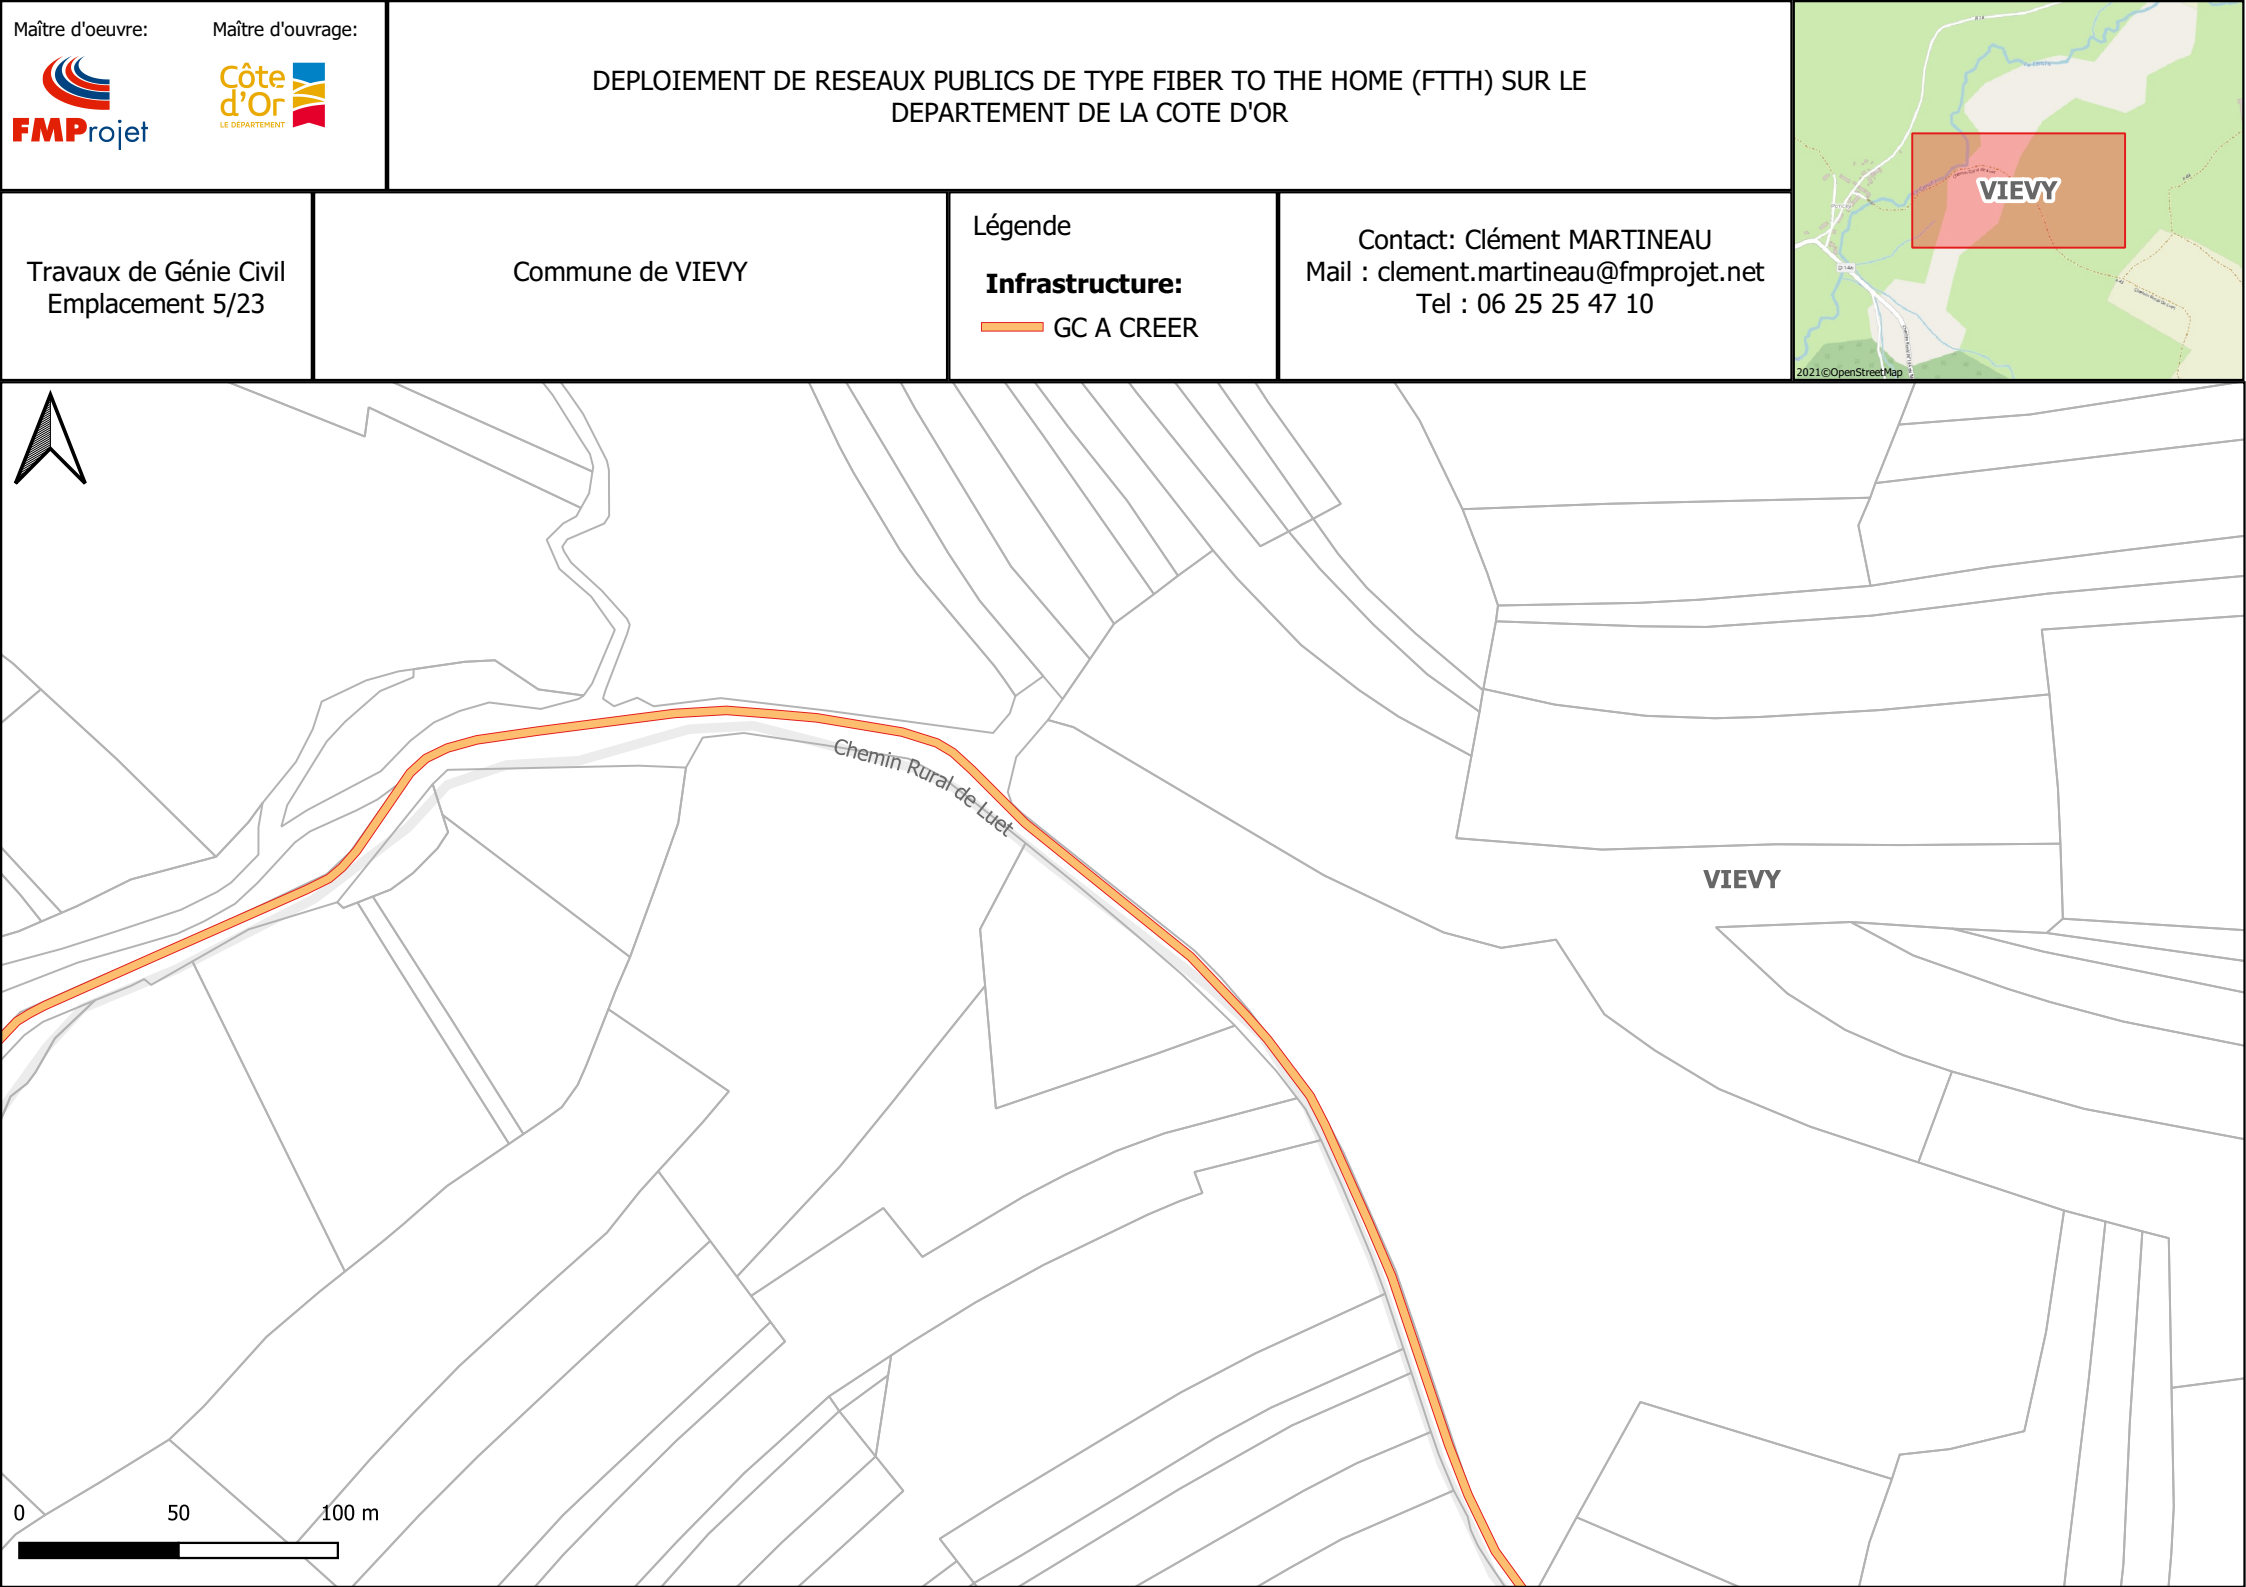 Maître d'oeuvre:
Maître d'ouvrage:
FMProjet
Côte
d'Or
LE DÉPARTEMENT
DEPLOIEMENT DE RESEAUX PUBLICS DE TYPE FIBER TO THE HOME (FTTH) SUR LE
DEPARTEMENT DE LA COTE D'OR
Travaux de Génie Civil
Emplacement 5/23
Commune de VIEVY
Légende
Infrastructure:
GC A CREER
Contact: Clément MARTINEAU
Mail : clement.martineau@fmprojet.net
Tel : 06 25 25 47 10
VIEVY
2021©OpenStreetMap
Chemin Rural de Luet
VIEVY
0 50 100 m